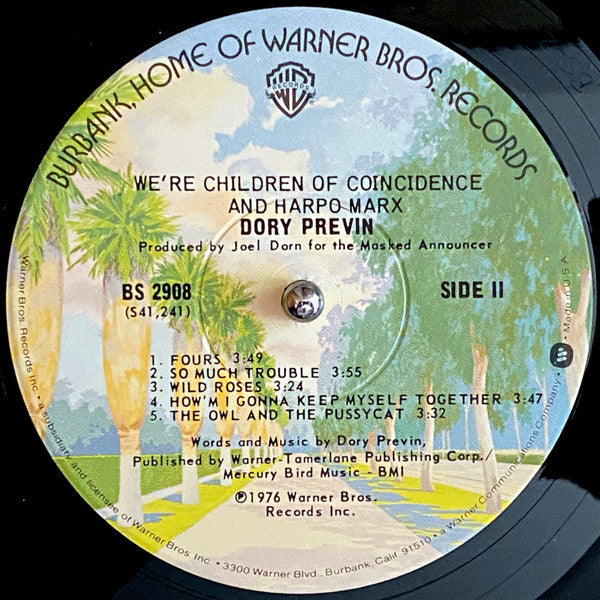 BURBANK, HOME OF WARNER BROS. RECORDS
WB
RECORDS
WE'RE CHILDREN OF COINCIDENCE
AND HARPO MARX
DORY PREVIN
Produced by Joel Dorn for the Masked Announcer
BS 2908
(S41,241)
SIDE II
1. FOURS 3:49
2. SO MUCH TROUBLE 3:55
3. WILD ROSES 3:24
4. HOW'M I GONNA KEEP MYSELF TOGETHER 3:47
5. THE OWL AND THE PUSSYCAT 3:32
Words and Music by Dory Previn,
Published by Warner-Tamerlane Publishing Corp./
Mercury Bird Music - BMI
℗1976 Warner Bros.
Records Inc.
Warner Bros. Records Inc. • a subsidiary and licensee of Warner Bros. Inc. • 3300 Warner Blvd., Burbank, Calif. 91510 • a Warner Communications Company • Made in U.S.A.